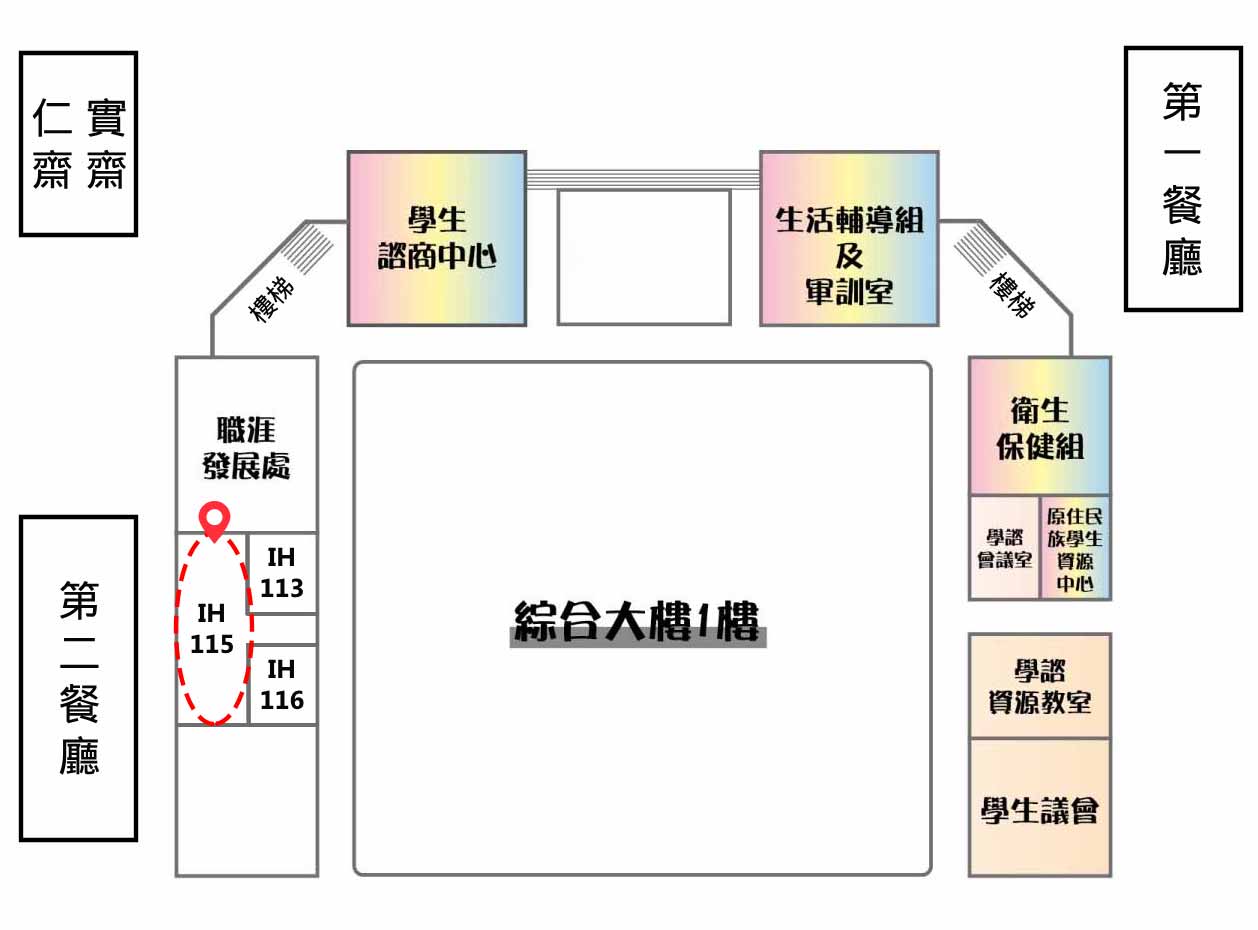 實齋
仁齋
第一餐廳
學生
諮商中心
生活輔導組
及
軍訓室
樓梯
樓梯
職涯
發展處
衛生
保健組
學諮
會議室
原住民
族學生
資源
中心
IH
113
IH
115
IH
116
第二餐廳
綜合大樓1樓
學諮
資源教室
學生議會